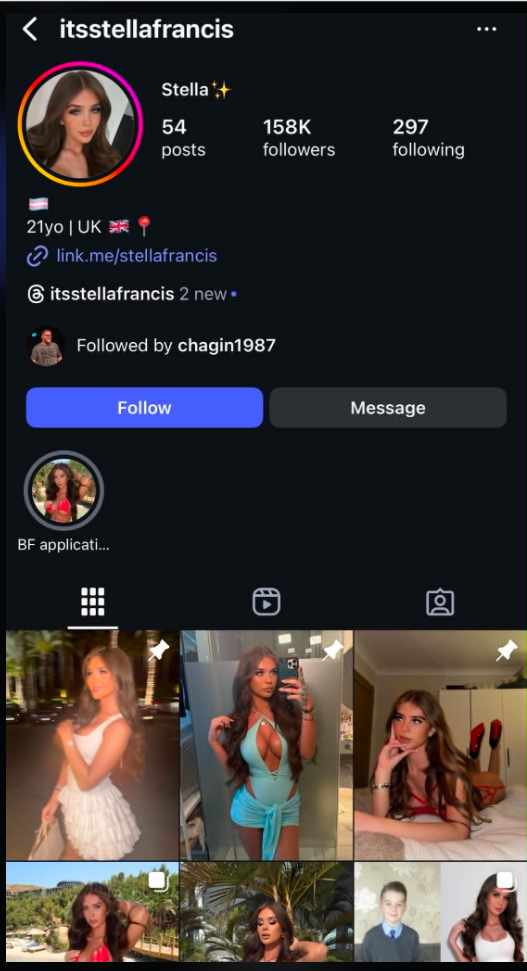 itsstellafrancis
Stella✨
54 158K 297
posts followers following
🏳️‍⚧️
21yo | UK 🇬🇧 📍
link.me/stellafrancis
itsstellafrancis 2 new
Followed by chagin1987
Follow Message
BF applicati...